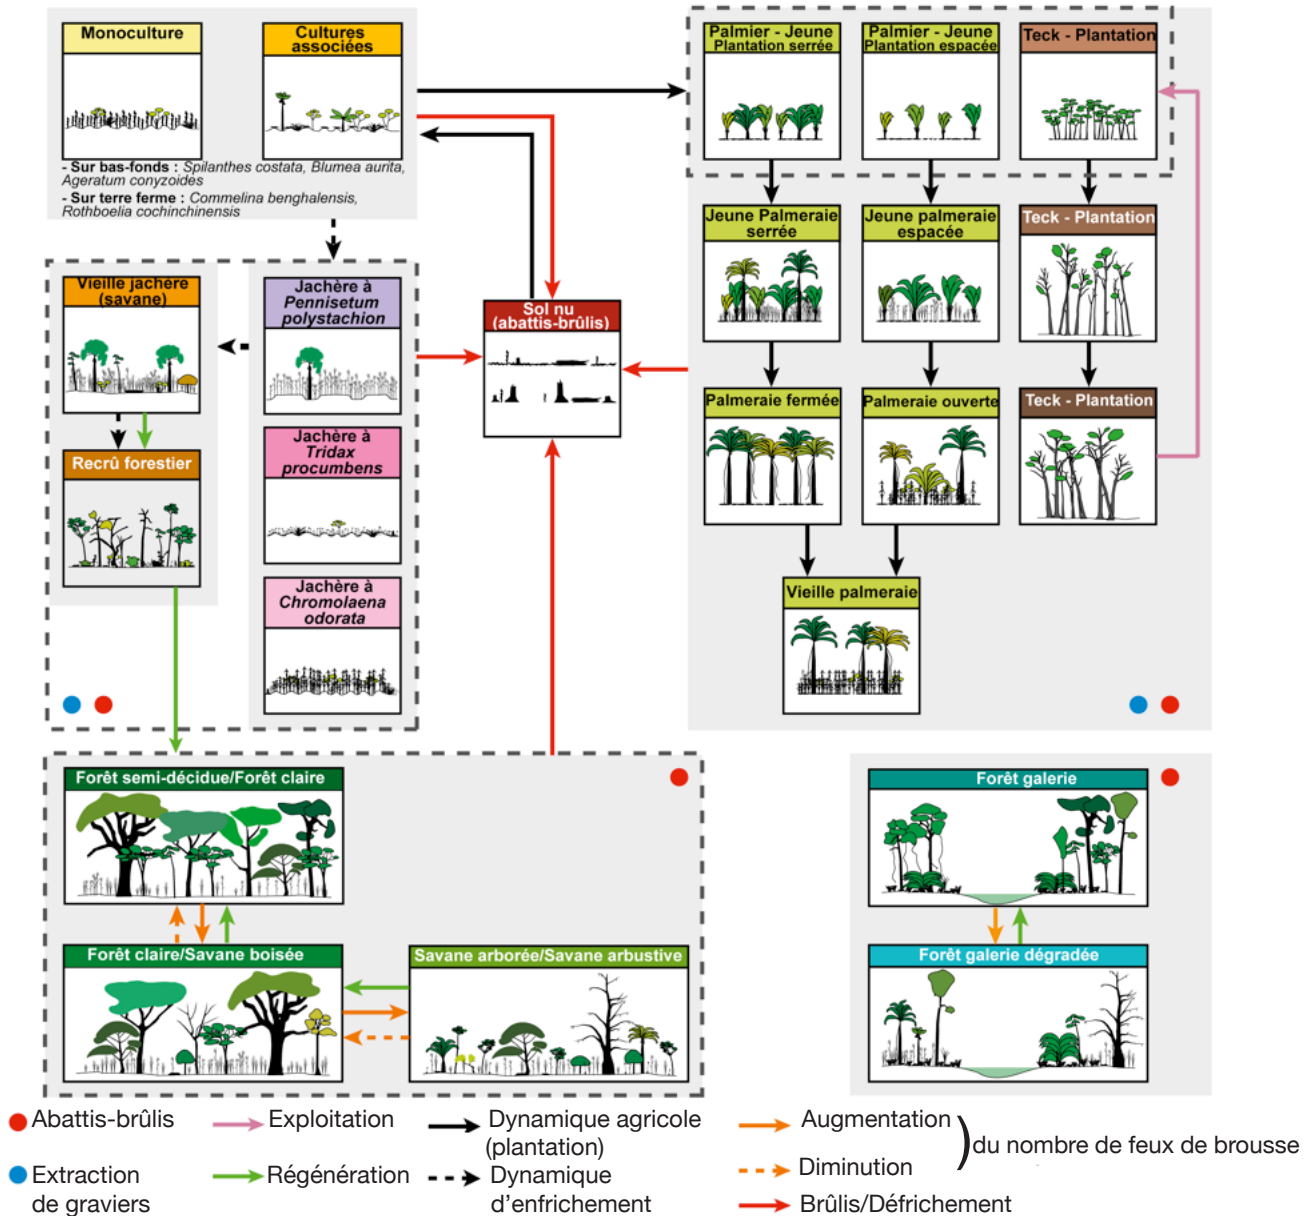 Monoculture
Cultures
associées
- Sur bas-fonds : Spilanthes costata, Blumea aurita,
Ageratum conyzoides
- Sur terre ferme : Commelina benghalensis,
Rothboelia cochinchinensis
Palmier - Jeune
Plantation serrée
Palmier - Jeune
Plantation espacée
Teck - Plantation
Jeune Palmeraie
serrée
Jeune palmeraie
espacée
Teck - Plantation
Palmeraie fermée
Palmeraie ouverte
Teck - Plantation
Vieille palmeraie
Vieille jachère
(savane)
Jachère à
Pennisetum
polystachion
Sol nu
(abattis-brûlis)
Recrû forestier
Jachère à
Tridax
procumbens
Jachère à
Chromolaena
odorata
Forêt semi-décidue/Forêt claire
Forêt claire/Savane boisée
Savane arborée/Savane arbustive
Forêt galerie
Forêt galerie dégradée
Abattis-brûlis
Extraction
de graviers
Exploitation
Régénération
Dynamique agricole
(plantation)
Dynamique
d'enfrichement
Augmentation
Diminution
) du nombre de feux de brousse
Brûlis/Défrichement